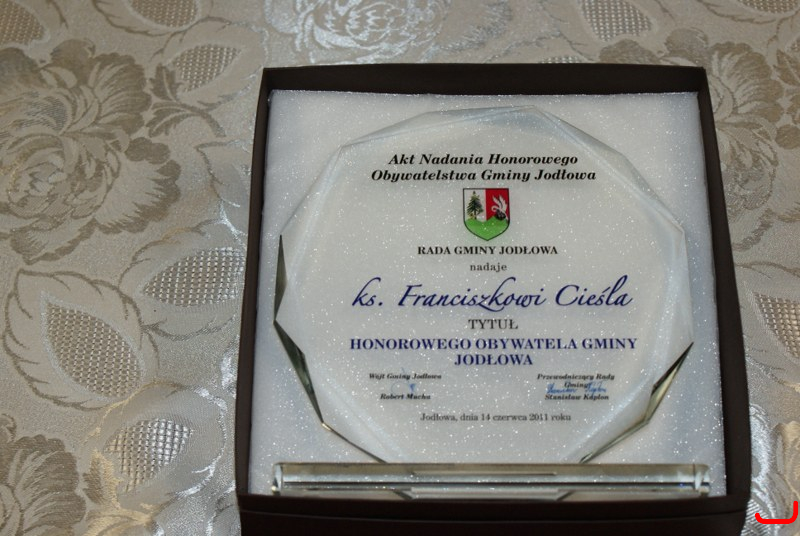 Akt Nadania Honorowego
Obywatelstwa Gminy Jodłowa
RADA GMINY JODŁOWA
nadaje
ks. Franciszkowi Cieśla
TYTUŁ
HONOROWEGO OBYWATELA GMINY
JODŁOWA
Wójt Gminy Jodłowa
Robert Mucha
Przewodniczący Rady
Gminy
Stanisław Kapłon
Jodłowa, dnia 14 czerwca 2011 roku